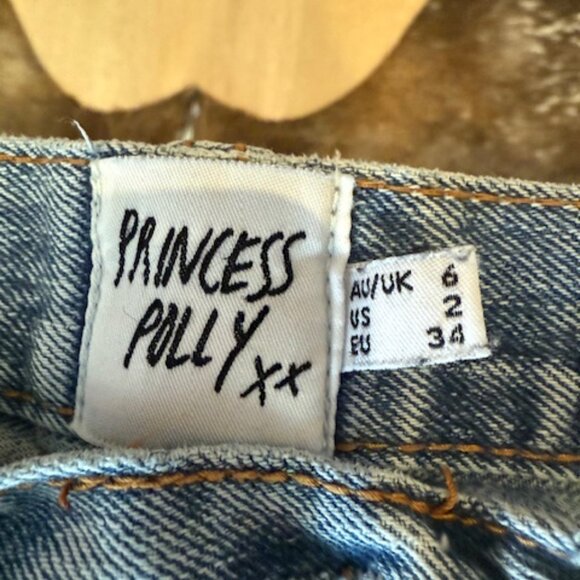 PRINCESS
POLLY
xx
AU/UK 6
US 2
EU 34